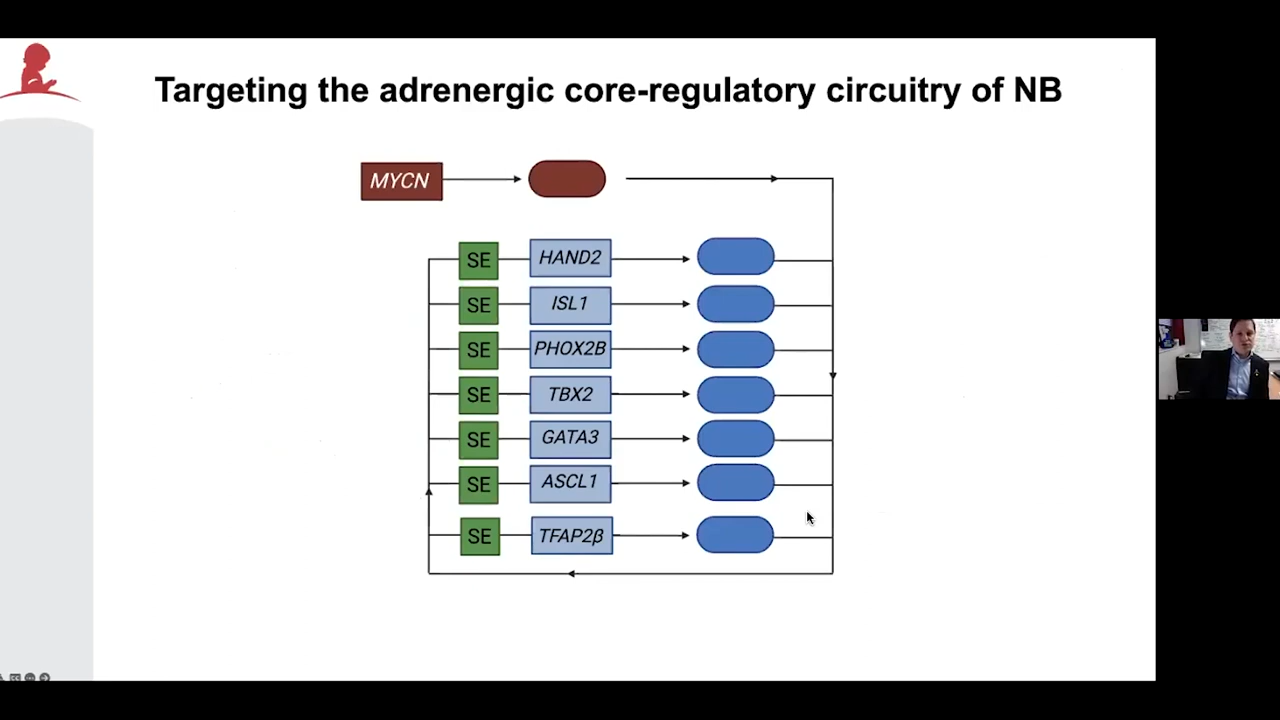 Targeting the adrenergic core-regulatory circuitry of NB
MYCN
SE HAND2
SE ISL1
SE PHOX2B
SE TBX2
SE GATA3
SE ASCL1
SE TFAP2β